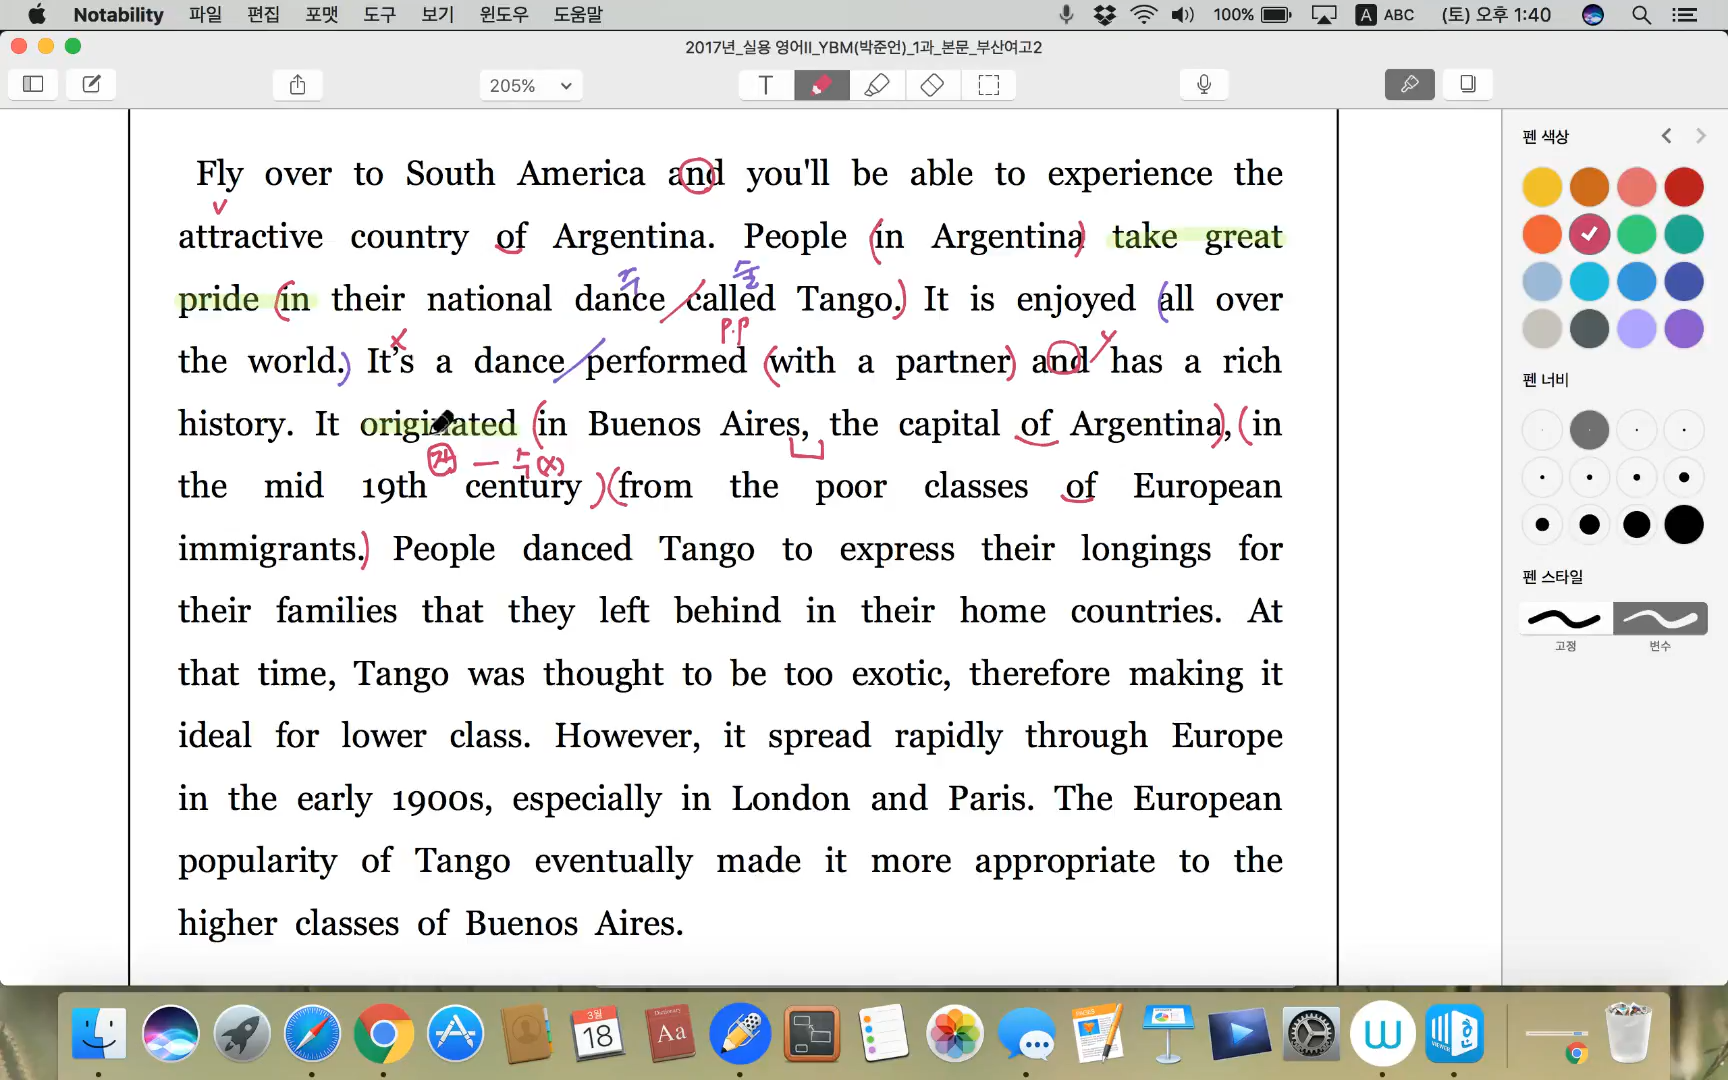 Notability 파일 편집 포맷 도구 보기 윈도우 도움말 100% A ABC (토) 오후 1:40
2017년_실용 영어II_YBM(박준언)_1과_본문_부산여고2
205% T
펜 색상
Fly over to South America and you'll be able to experience the
v
attractive country of Argentina. People (in Argentina) take great
주 술
pride (in their national dance / called Tango.) It is enjoyed (all over
x p.p y
the world.) It's a dance / performed (with a partner) and has a rich
펜 너비
history. It originated (in Buenos Aires, the capital of Argentina), (in
자 – 수(x)
the mid 19th century )(from the poor classes of European
immigrants.) People danced Tango to express their longings for
펜 스타일
their families that they left behind in their home countries. At
고정 변수
that time, Tango was thought to be too exotic, therefore making it
ideal for lower class. However, it spread rapidly through Europe
in the early 1900s, especially in London and Paris. The European
popularity of Tango eventually made it more appropriate to the
higher classes of Buenos Aires.
3월
18
Dictionary
Aa
W